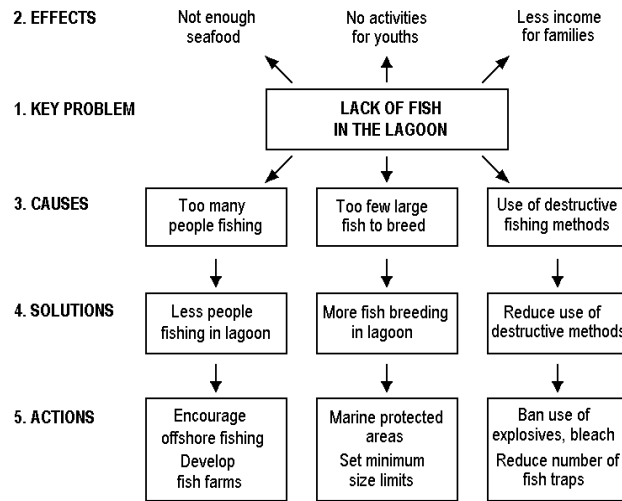 2. EFFECTS
Not enough
seafood
No activities
for youths
Less income
for families
1. KEY PROBLEM
LACK OF FISH
IN THE LAGOON
3. CAUSES
Too many
people fishing
Too few large
fish to breed
Use of destructive
fishing methods
4. SOLUTIONS
Less people
fishing in lagoon
More fish breeding
in lagoon
Reduce use of
destructive methods
5. ACTIONS
Encourage
offshore fishing
Develop
fish farms
Marine protected
areas
Set minimum
size limits
Ban use of
explosives, bleach
Reduce number of
fish traps